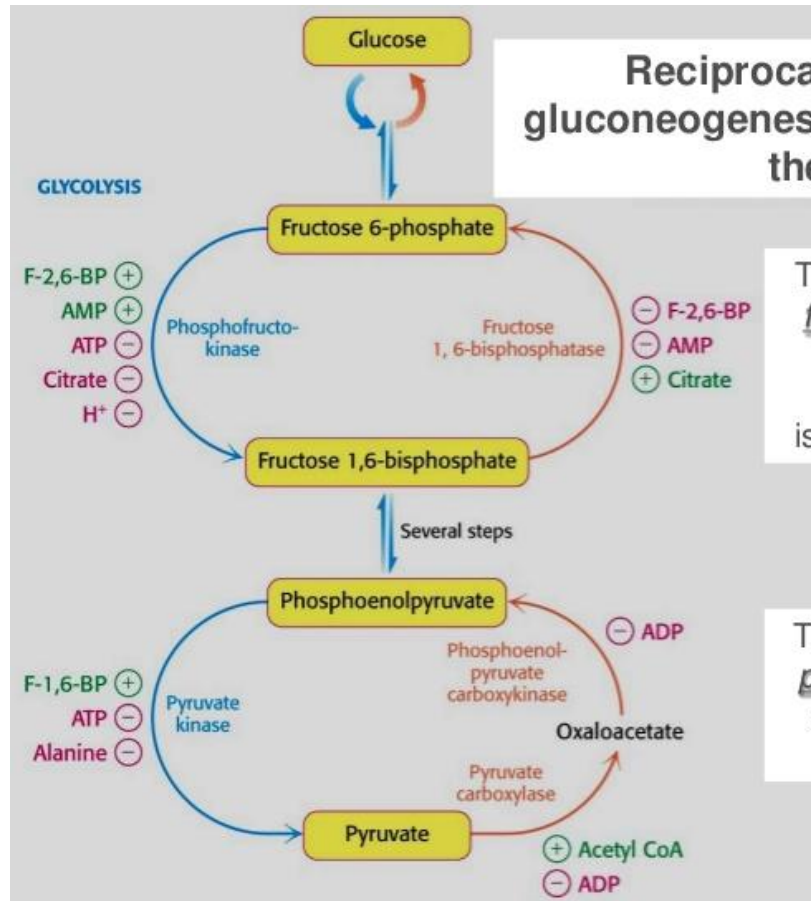 Glucose
Reciproca
gluconeogenes
the
GLYCOLYSIS
Fructose 6-phosphate
F-2,6-BP +
AMP +
ATP −
Citrate −
H⁺ −
Phosphofructo-
kinase
Fructose
1, 6-bisphosphatase
− F-2,6-BP
− AMP
+ Citrate
T
f
is
Fructose 1,6-bisphosphate
Several steps
Phosphoenolpyruvate
F-1,6-BP +
ATP −
Alanine −
Pyruvate
kinase
Phosphoenol-
pyruvate
carboxykinase
− ADP
T
p
Oxaloacetate
Pyruvate
carboxylase
Pyruvate
+ Acetyl CoA
− ADP